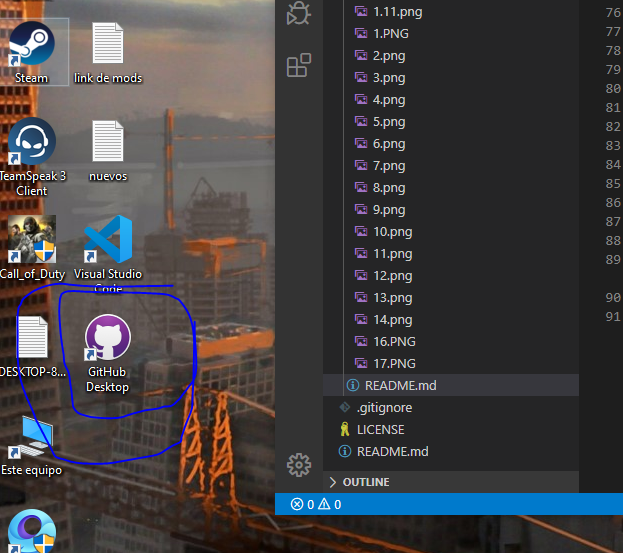 Steam
link de mods
TeamSpeak 3
Client
nuevos
Call_of_Duty
Visual Studio
Code
DESKTOP-8...
GitHub
Desktop
Este equipo
1.11.png
1.PNG
2.png
3.png
4.png
5.png
6.png
7.png
8.png
9.png
10.png
11.png
12.png
13.png
14.png
16.PNG
17.PNG
README.md
.gitignore
LICENSE
README.md
OUTLINE
0 0
76
77
78
79
80
81
82
83
84
85
86
87
88
89
90
91